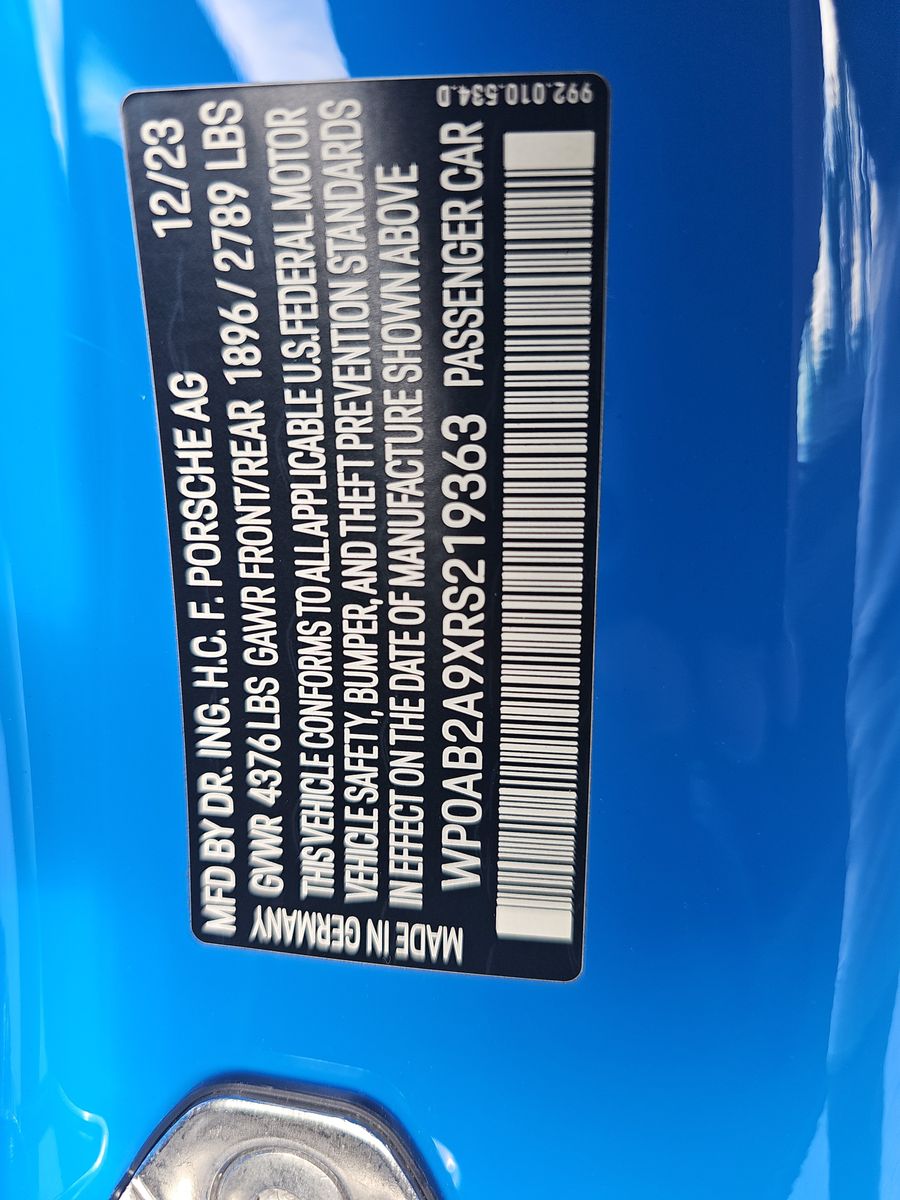 MFD BY DR. ING. H.C. F. PORSCHE AG 12/23
GVWR 4376 LBS GAWR FRONT/REAR 1896 / 2789 LBS
THIS VEHICLE CONFORMS TO ALL APPLICABLE U.S. FEDERAL MOTOR
VEHICLE SAFETY, BUMPER, AND THEFT PREVENTION STANDARDS
IN EFFECT ON THE DATE OF MANUFACTURE SHOWN ABOVE
WP0AB2A9XRS219363 PASSENGER CAR
MADE IN GERMANY
992.010.534.D